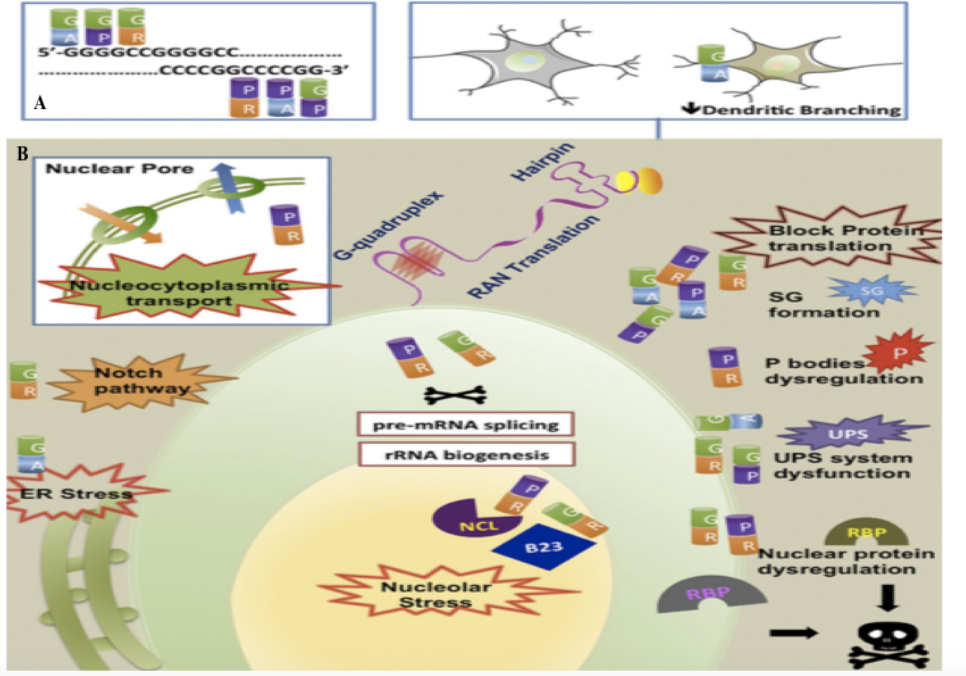 G G G
A P R
5’-GGGGCCGGGGCC...................
......................CCCCGGCCCCGG-3’
P P G
R A P
A
G
A
↓Dendritic Branching
B
Nuclear Pore
P
R
Nucleocytoplasmic
transport
G-quadruplex
Hairpin
RAN Translation
Block Protein
translation
G
A
P
R
G
R
P
A
G
P
SG
SG
formation
P
R
P
P bodies
dysregulation
G
R
Notch
pathway
P
R
G
R
pre-mRNA splicing
rRNA biogenesis
G A
G
R
G
P
UPS
UPS system
dysfunction
G
A
ER Stress
P
R
G
R
NCL
B23
Nucleolar
Stress
G
R
P
R
RBP
Nuclear protein
dysregulation
RBP